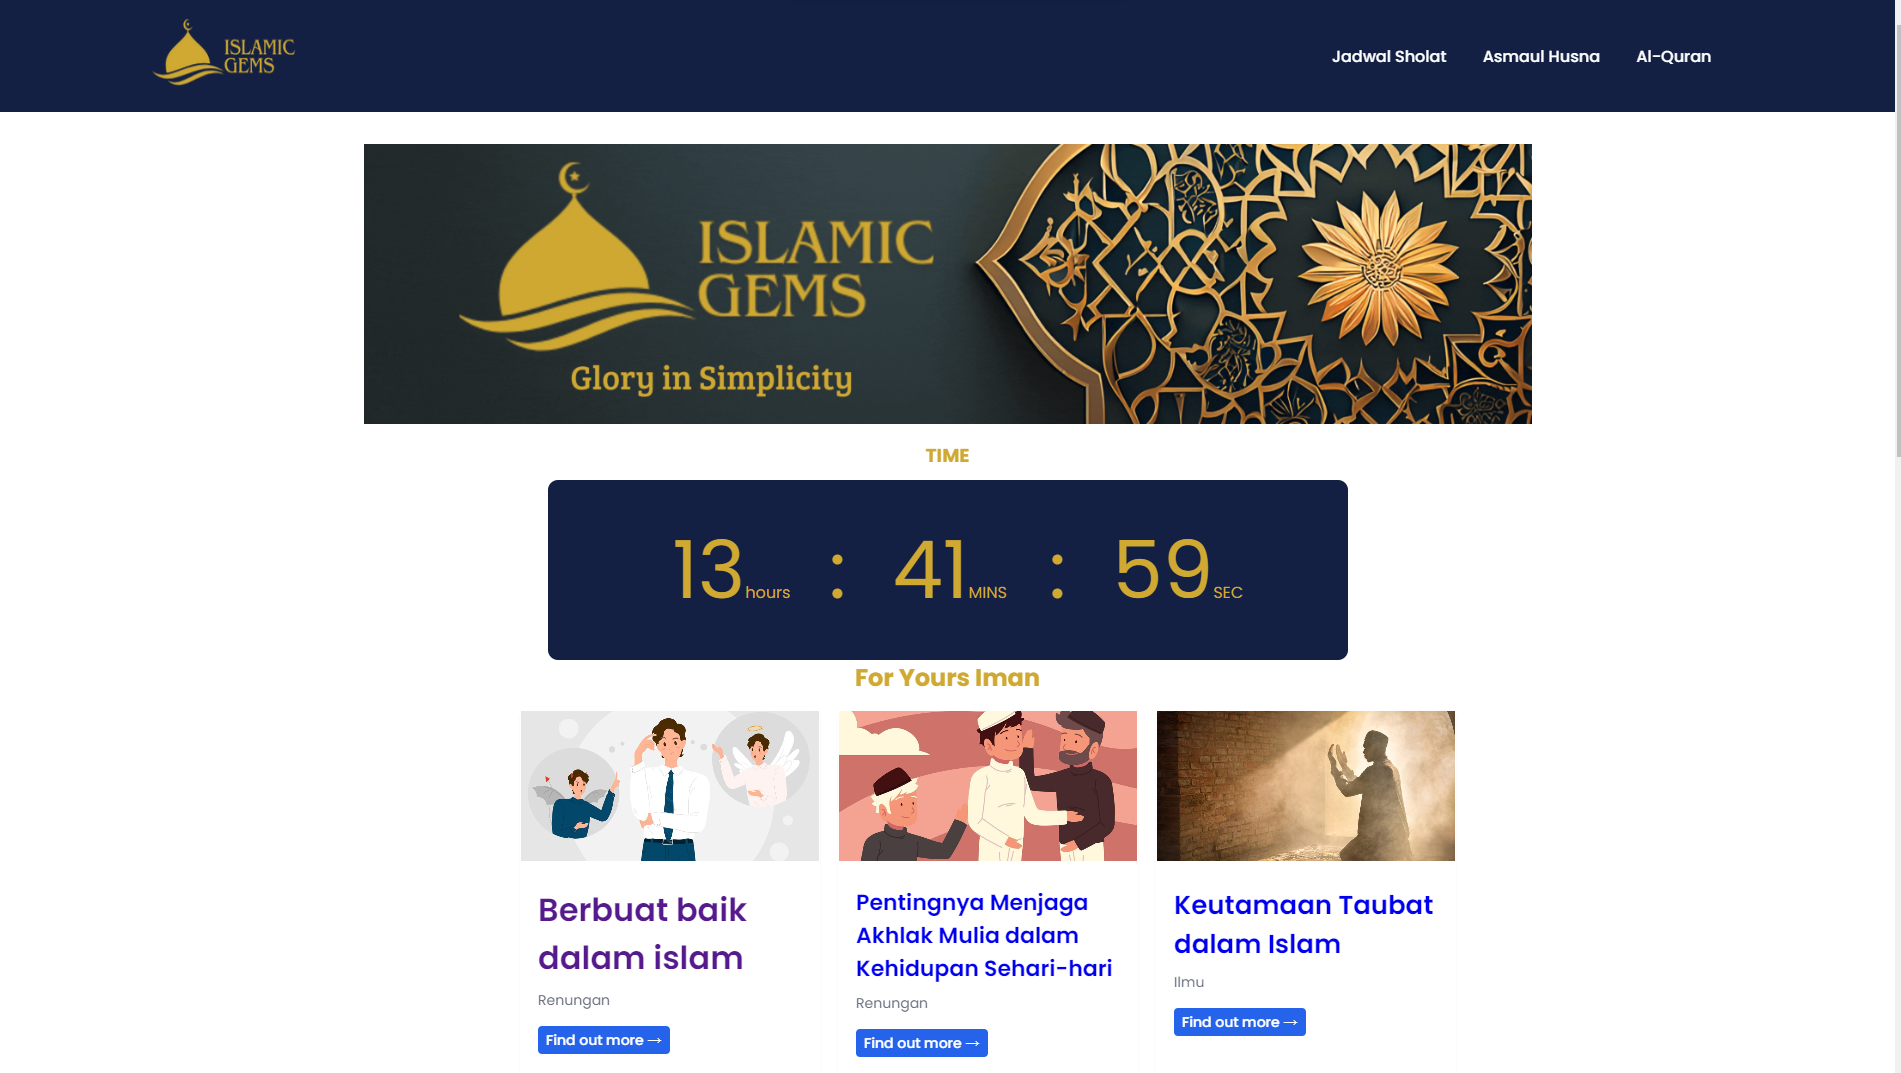 ISLAMIC
GEMS
Jadwal Sholat Asmaul Husna Al-Quran
ISLAMIC
GEMS
Glory in Simplicity
TIME
13 hours : 41 MINS : 59 SEC
For Yours Iman
Berbuat baik
dalam islam
Renungan
Find out more →
Pentingnya Menjaga
Akhlak Mulia dalam
Kehidupan Sehari-hari
Renungan
Find out more →
Keutamaan Taubat
dalam Islam
Ilmu
Find out more →